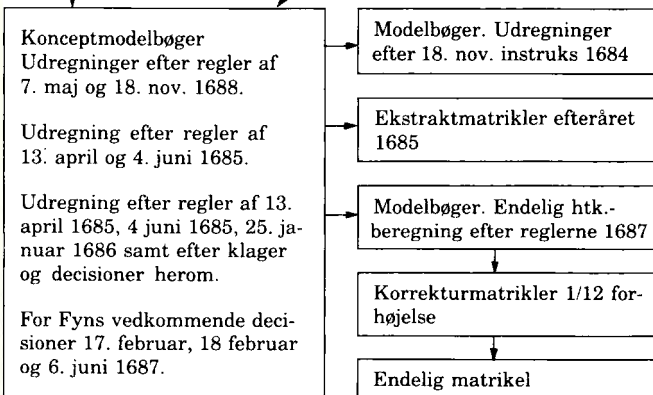 Konceptmodelbøger
Udregninger efter regler af
7. maj og 18. nov. 1688.
Udregning efter regler af
13. april og 4. juni 1685.
Udregning efter regler af 13.
april 1685, 4 juni 1685, 25. ja-
nuar 1686 samt efter klager
og decisioner herom.
For Fyns vedkommende deci-
sioner 17. februar, 18 februar
og 6. juni 1687.
Modelbøger. Udregninger
efter 18. nov. instruks 1684
Ekstraktmatrikler efteråret
1685
Modelbøger. Endelig htk.-
beregning efter reglerne 1687
Korrekturmatrikler 1/12 for-
højelse
Endelig matrikel